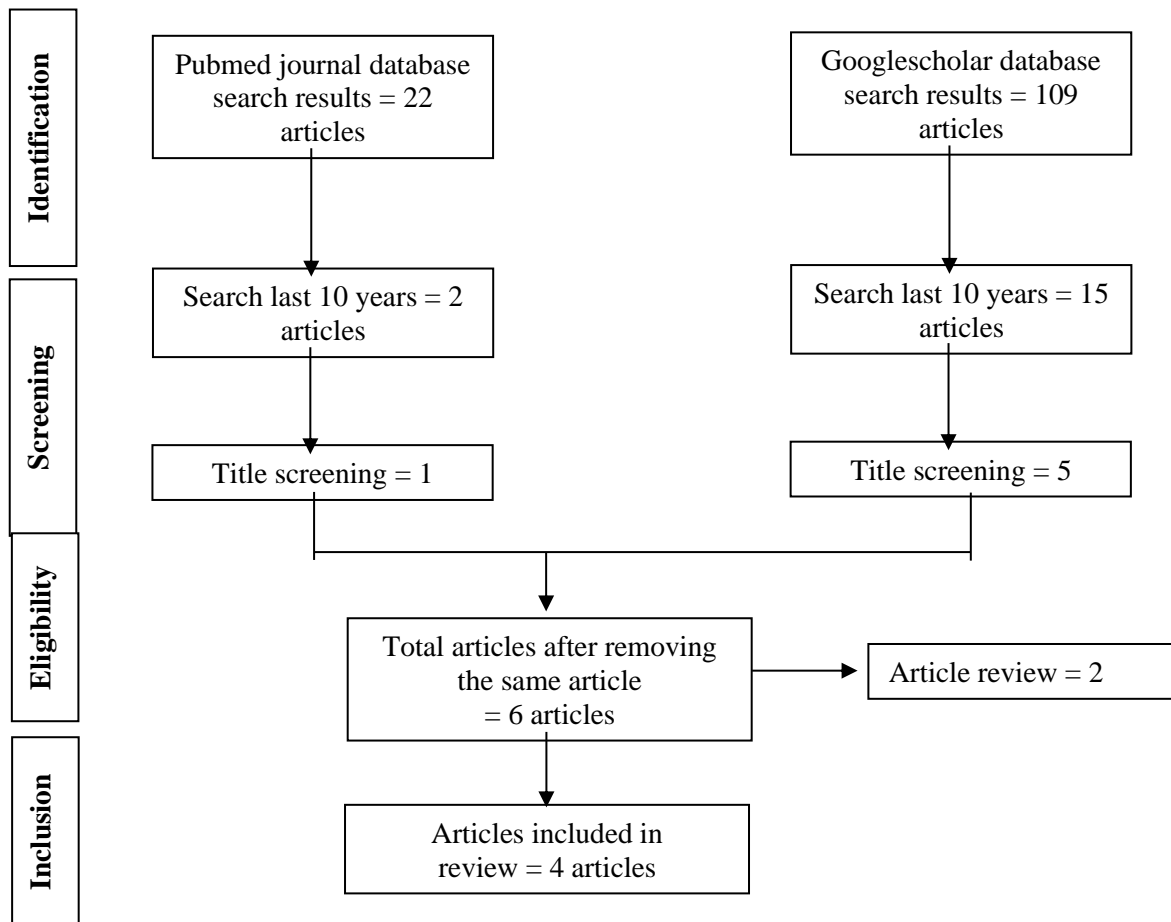 Identification
Pubmed journal database
search results = 22
articles
Googlescholar database
search results = 109
articles
Screening
Search last 10 years = 2
articles
Search last 10 years = 15
articles
Title screening = 1
Title screening = 5
Eligibility
Total articles after removing
the same article
= 6 articles
Article review = 2
Inclusion
Articles included in
review = 4 articles